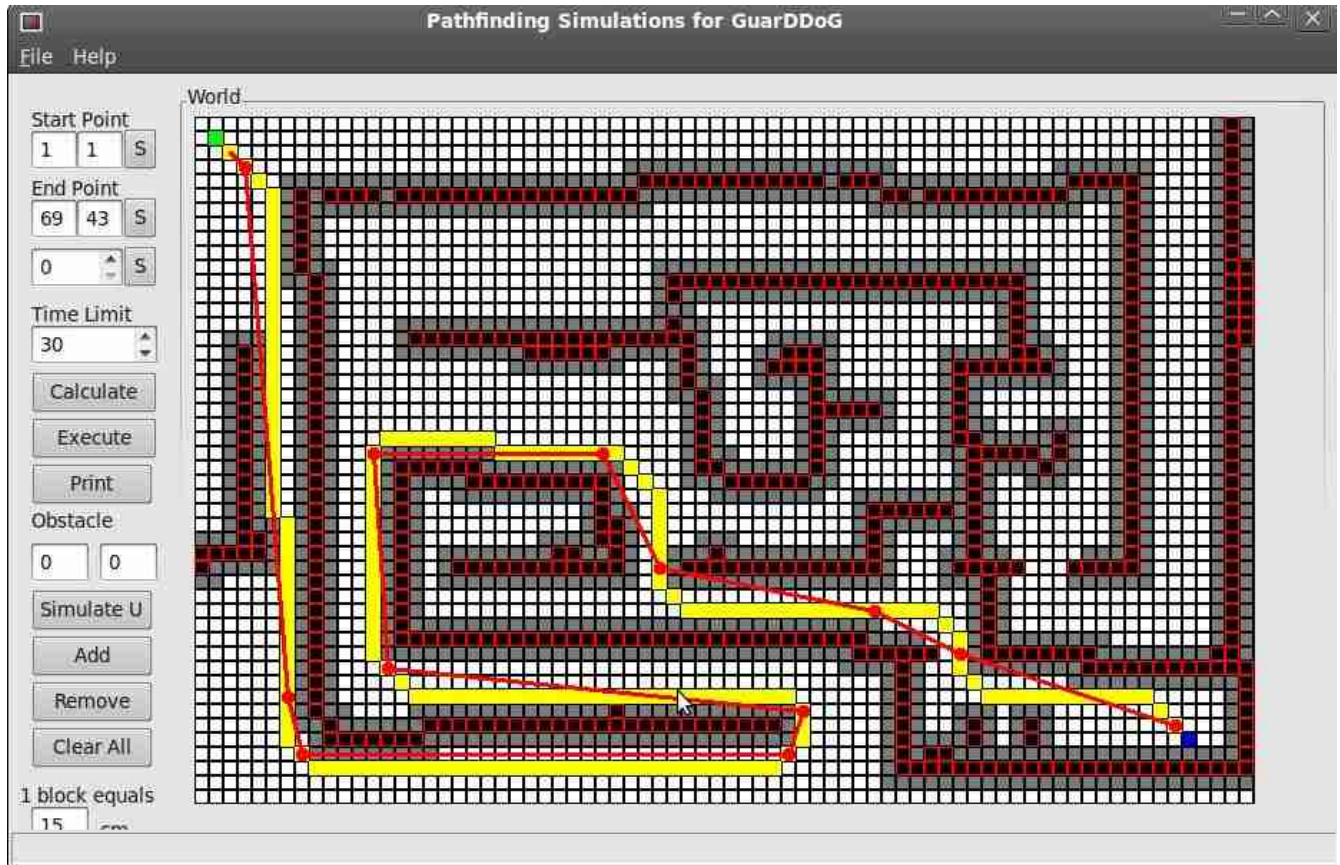 Pathfinding Simulations for GuarDDoG
File Help
World
Start Point
1 1 S
End Point
69 43 S
0 S
Time Limit
30
Calculate
Execute
Print
Obstacle
0 0
Simulate U
Add
Remove
Clear All
1 block equals
15 cm